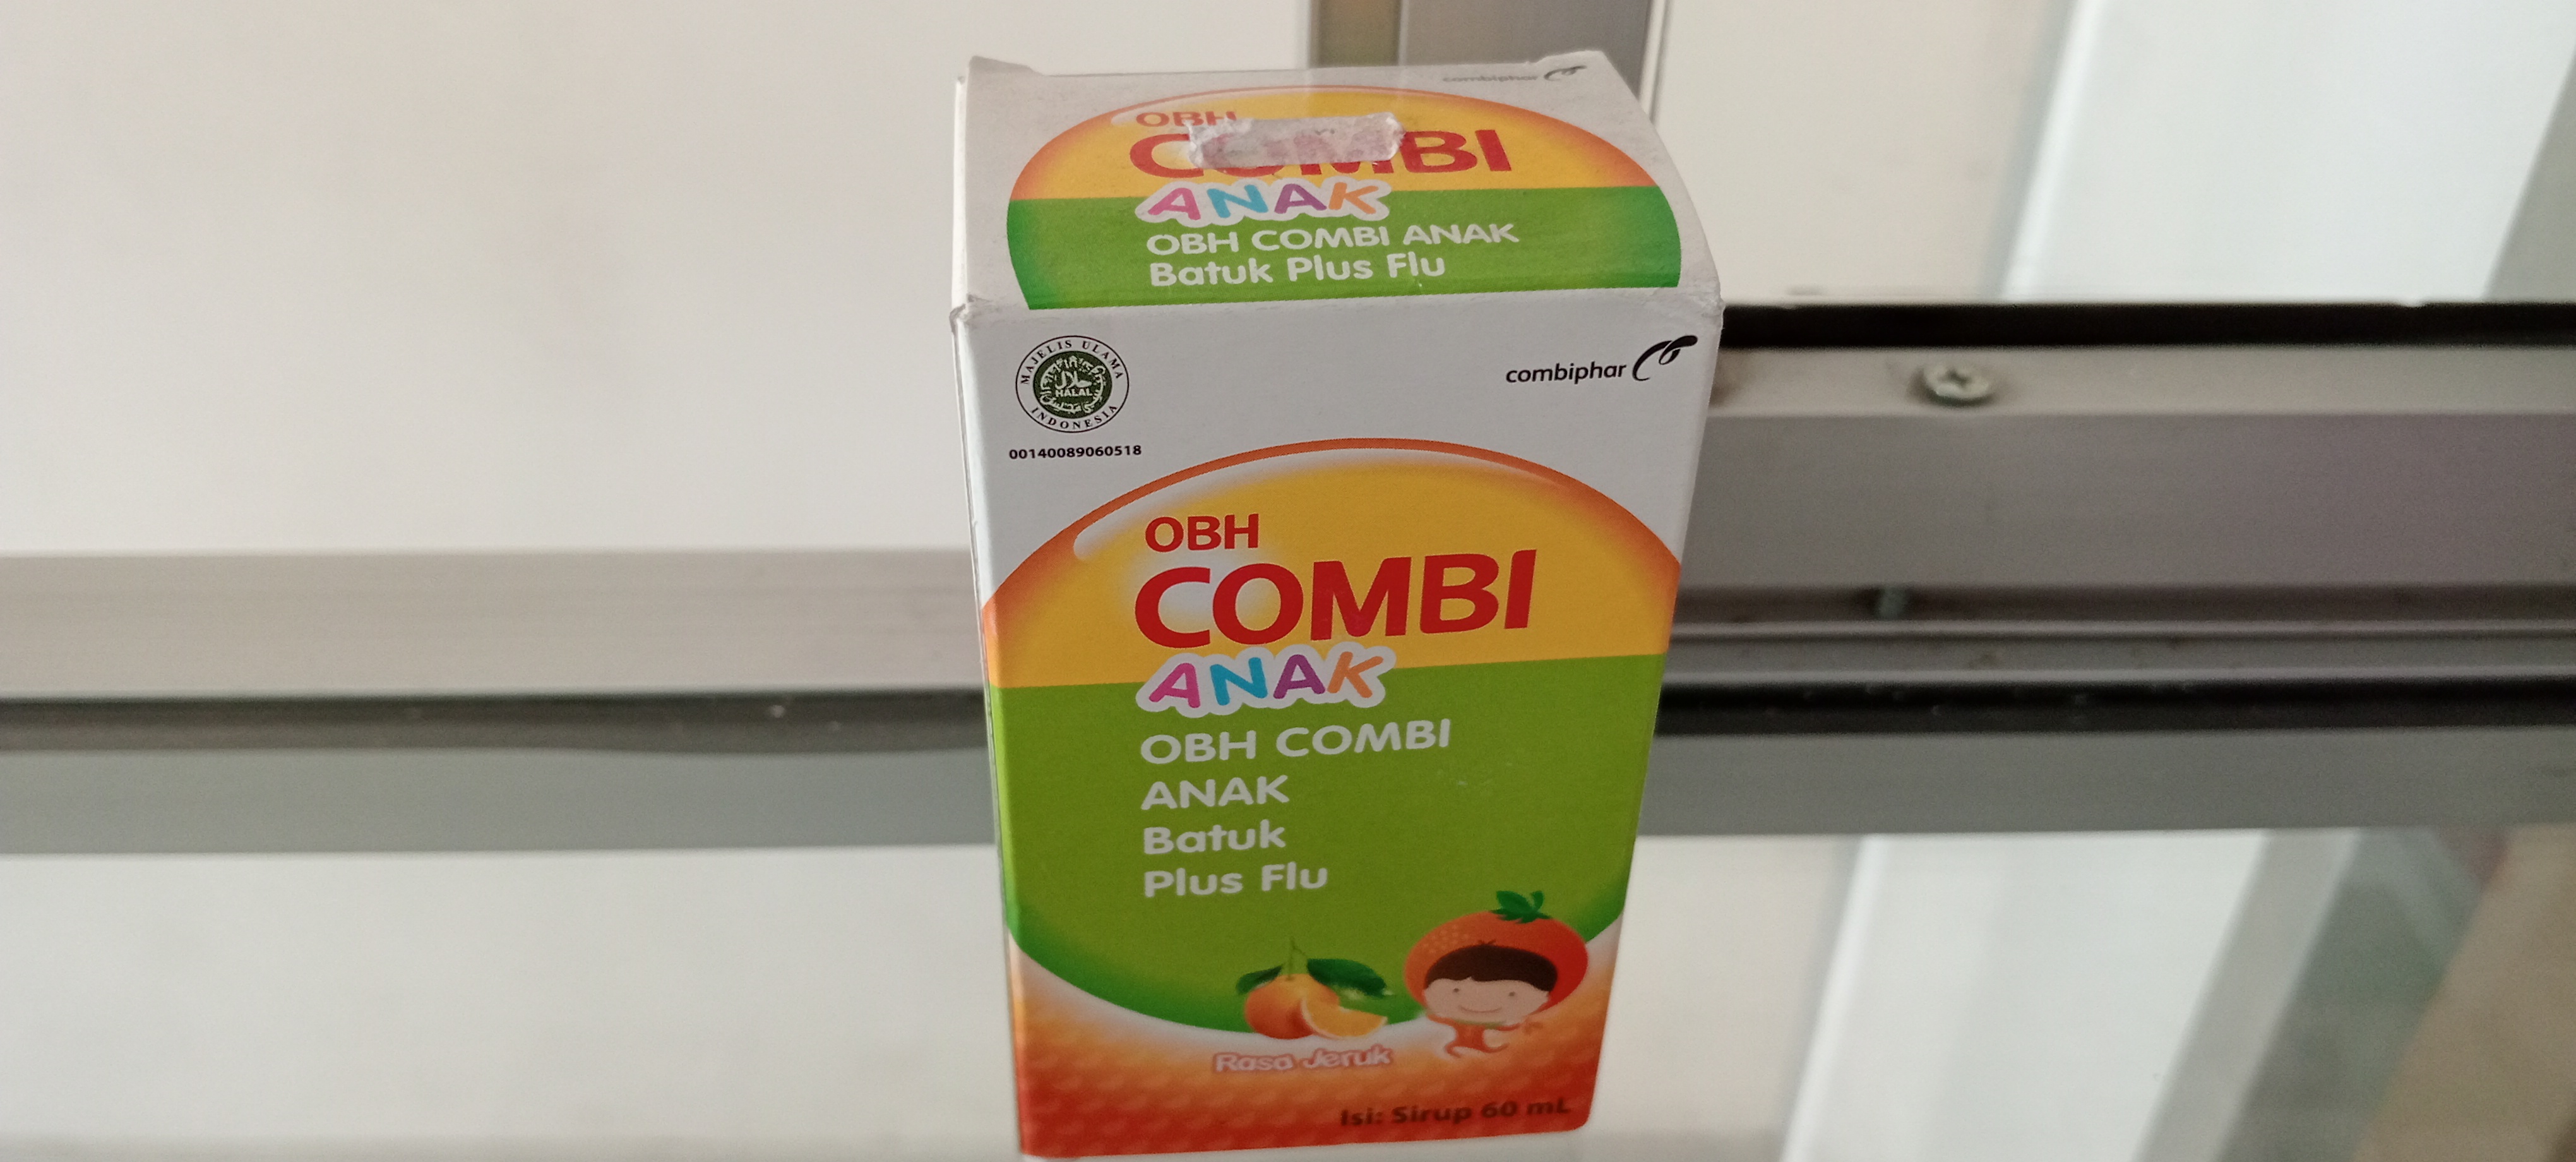 combiphar
OBH
COMBI
ANAK
OBH COMBI ANAK
Batuk Plus Flu
MAJELIS ULAMA
حلال
HALAL
INDONESIA
00140089060518
combiphar
OBH
COMBI
ANAK
OBH COMBI
ANAK
Batuk
Plus Flu
Rasa Jeruk
Isi: Sirup 60 mL